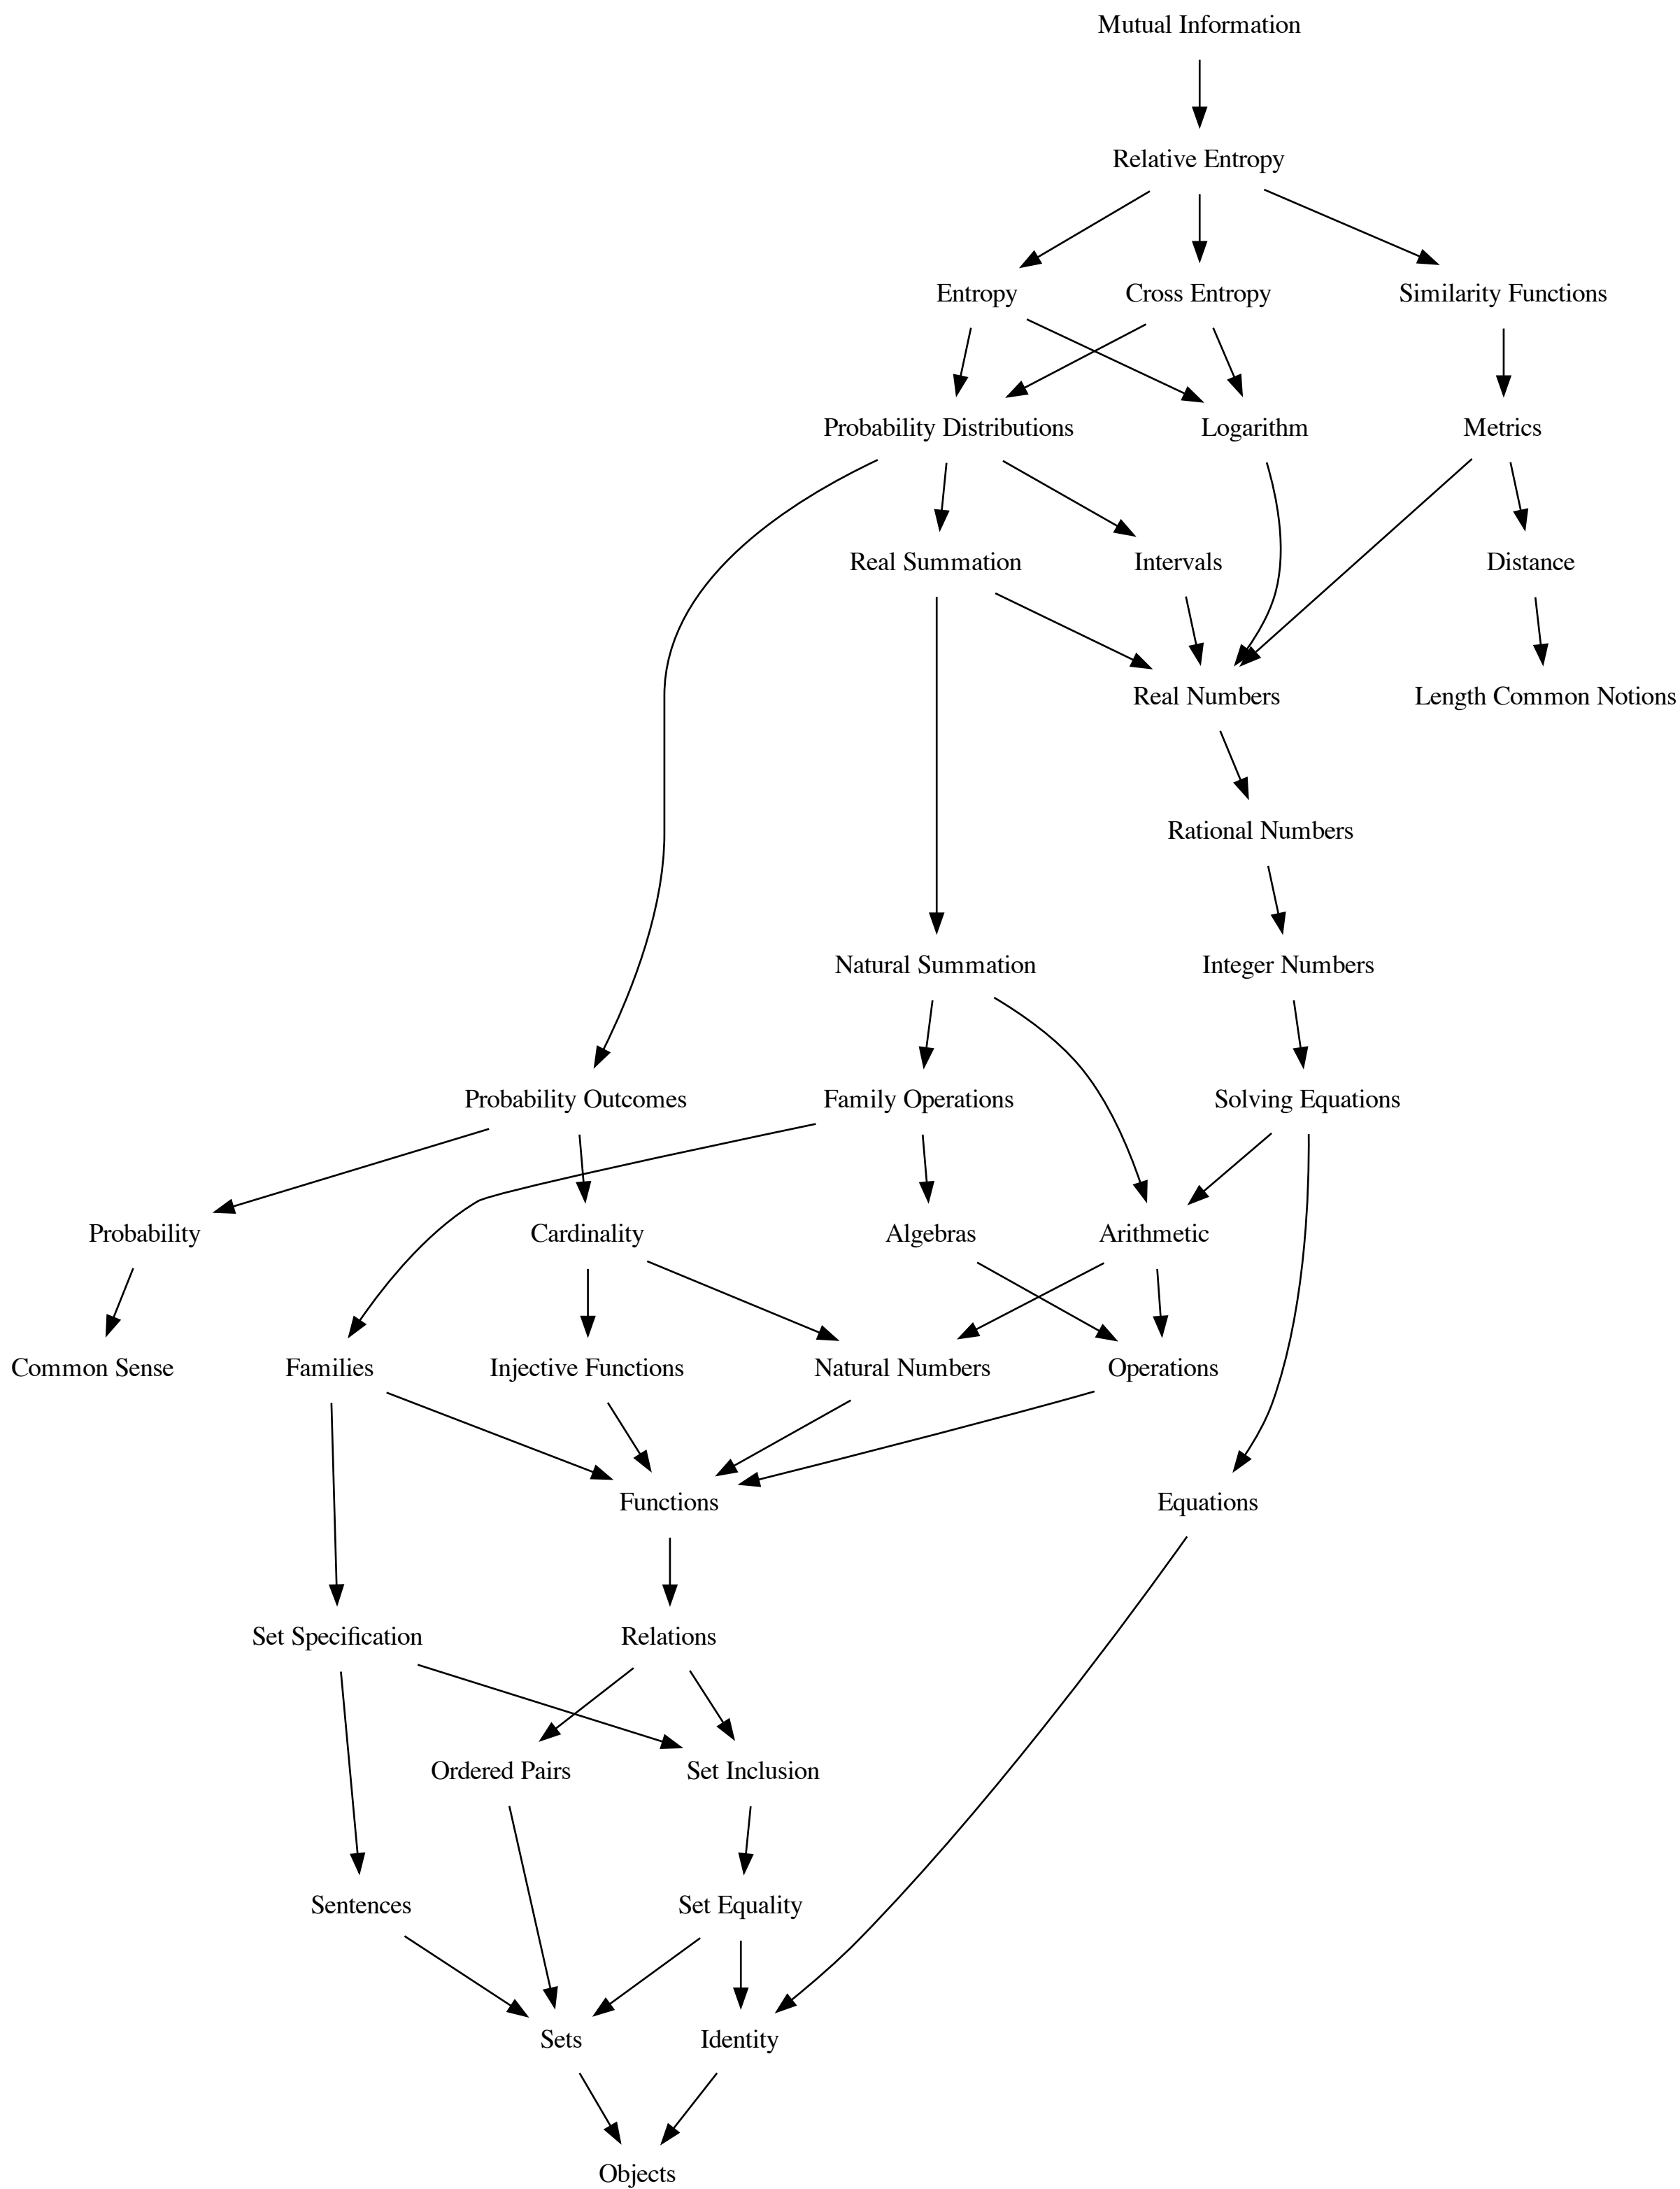 Mutual Information
Relative Entropy
Entropy
Cross Entropy
Similarity Functions
Probability Distributions
Logarithm
Metrics
Real Summation
Intervals
Distance
Real Numbers
Length Common Notions
Rational Numbers
Natural Summation
Integer Numbers
Probability Outcomes
Family Operations
Solving Equations
Probability
Cardinality
Algebras
Arithmetic
Common Sense
Families
Injective Functions
Natural Numbers
Operations
Functions
Equations
Set Specification
Relations
Ordered Pairs
Set Inclusion
Sentences
Set Equality
Sets
Identity
Objects